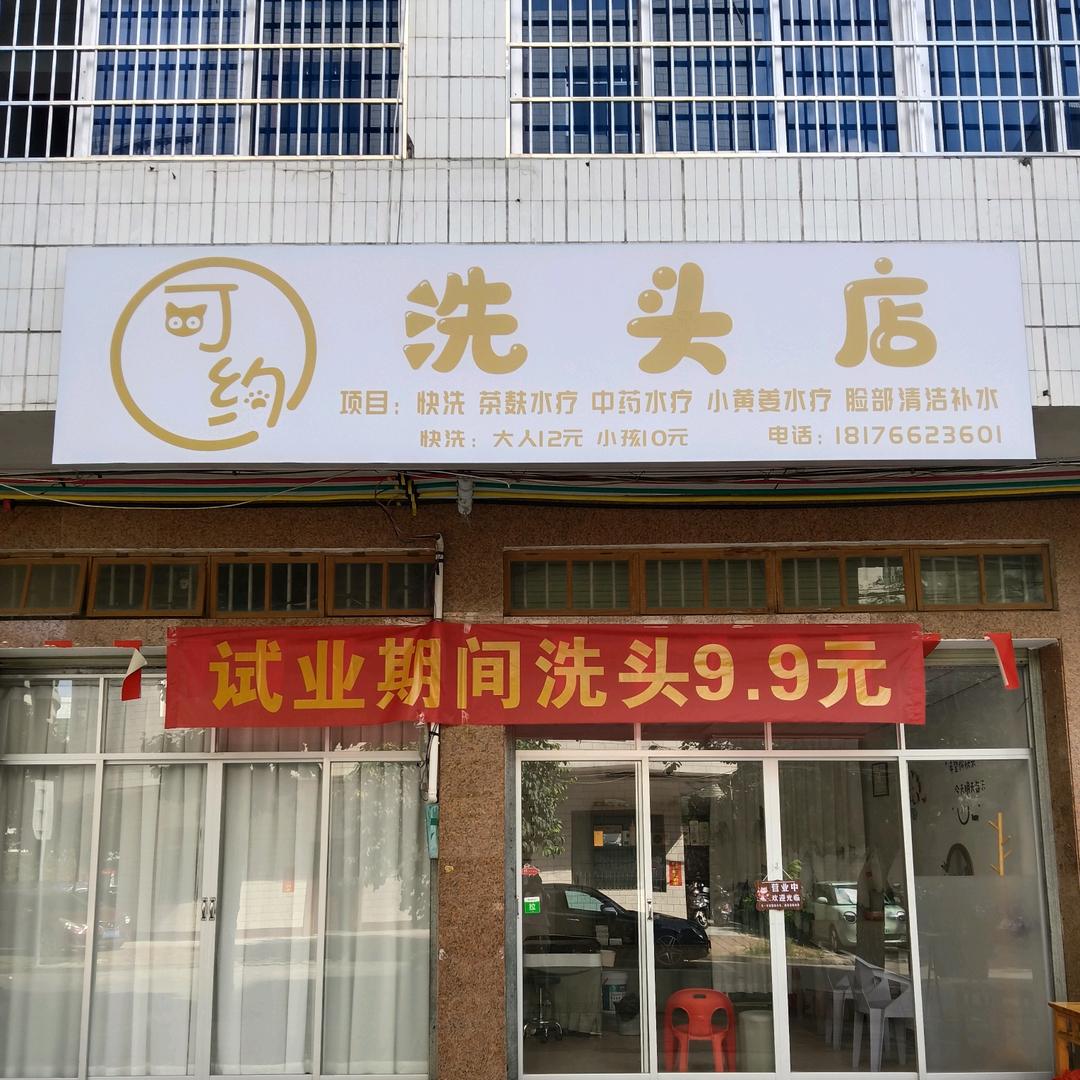 可约
洗头店
项目：快洗 茶麸水疗 中药水疗 小黄姜水疗 脸部清洁补水
快洗：大人12元 小孩10元 电话：18176623601
试业期间洗头9.9元
营业中
欢迎光临
拉